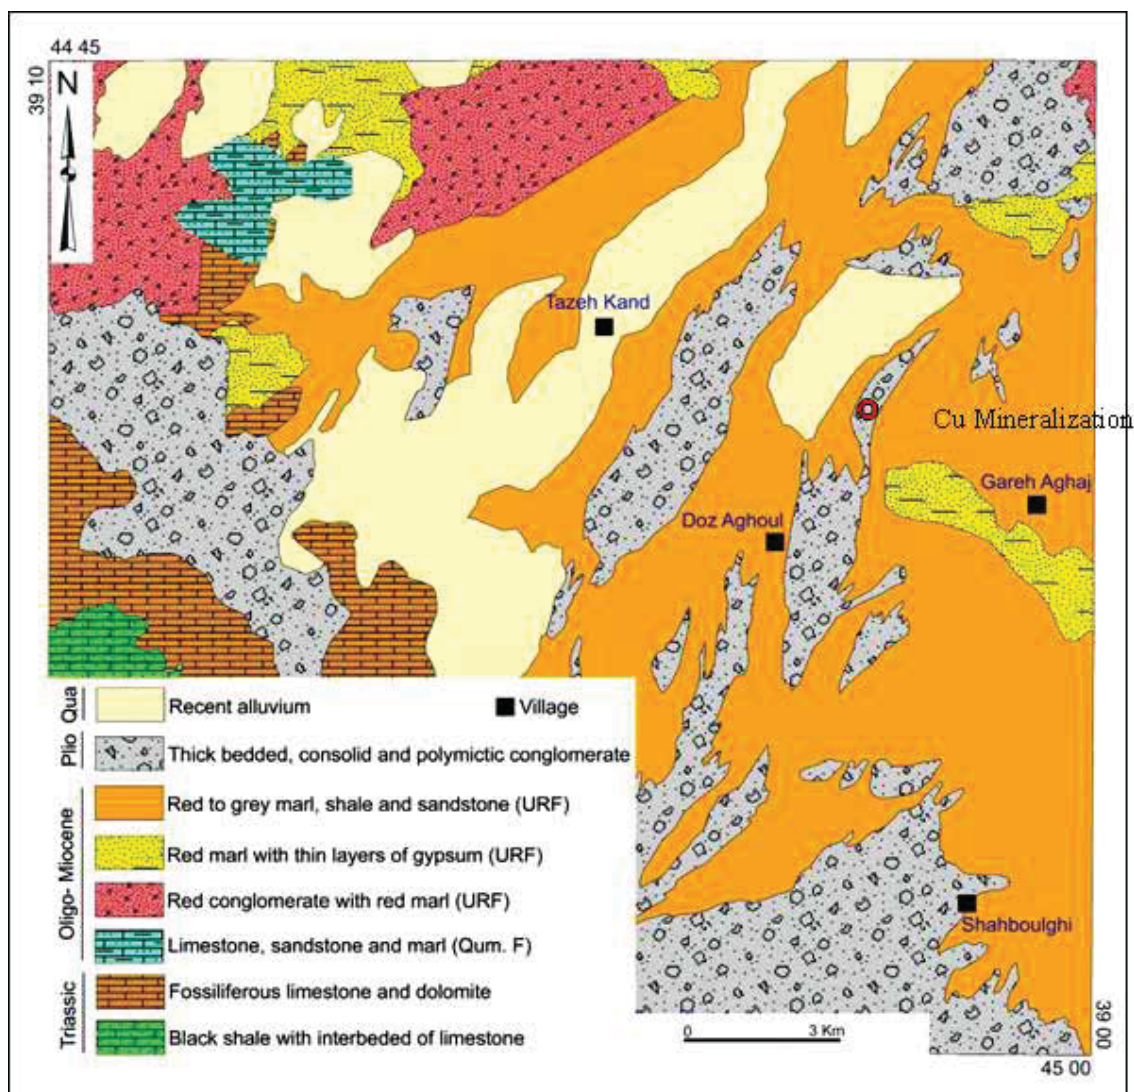 44 45
39 10
N
Tazeh Kand
Cu Mineralization
Gareh Aghaj
Doz Aghoul
Qua
Recent alluvium
Village
Plio
Thick bedded, consolid and polymictic conglomerate
Oligo- Miocene
Red to grey marl, shale and sandstone (URF)
Red marl with thin layers of gypsum (URF)
Red conglomerate with red marl (URF)
Limestone, sandstone and marl (Qum. F)
Shahboulghi
Triassic
Fossiliferous limestone and dolomite
Black shale with interbeded of limestone
0 3 Km
39 00
45 00